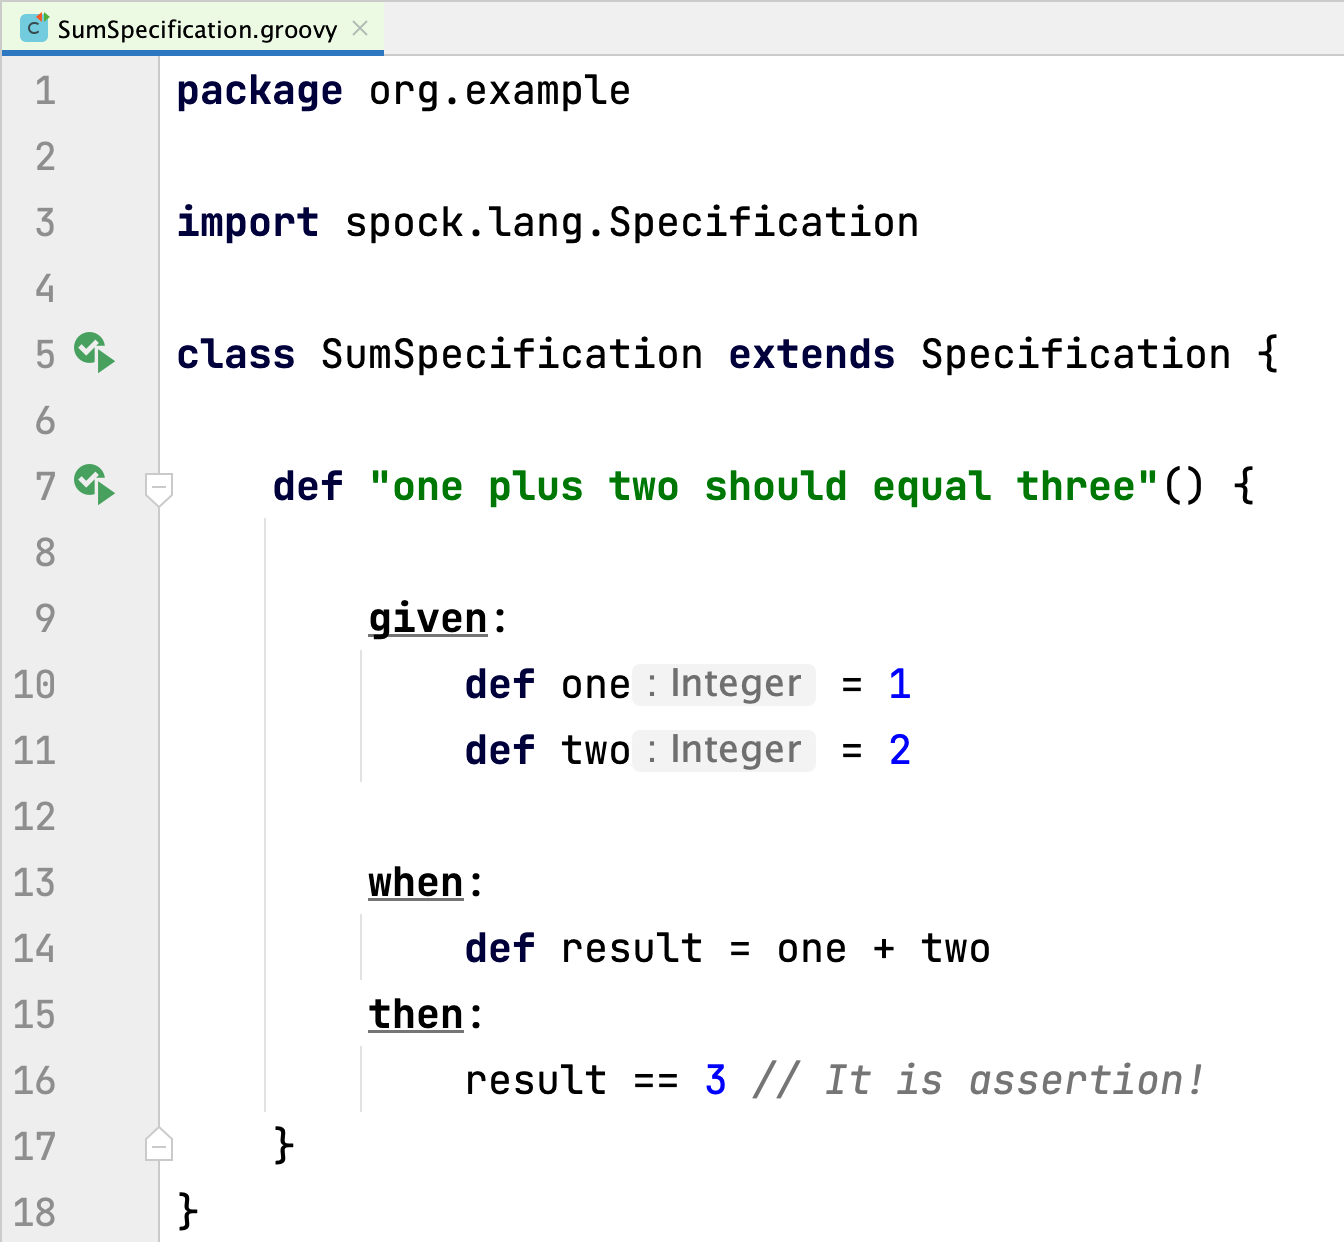 C SumSpecification.groovy
1 package org.example
2
3 import spock.lang.Specification
4
5 class SumSpecification extends Specification {
6
7 def "one plus two should equal three"() {
8
9 given:
10 def one : Integer = 1
11 def two : Integer = 2
12
13 when:
14 def result = one + two
15 then:
16 result == 3 // It is assertion!
17 }
18 }